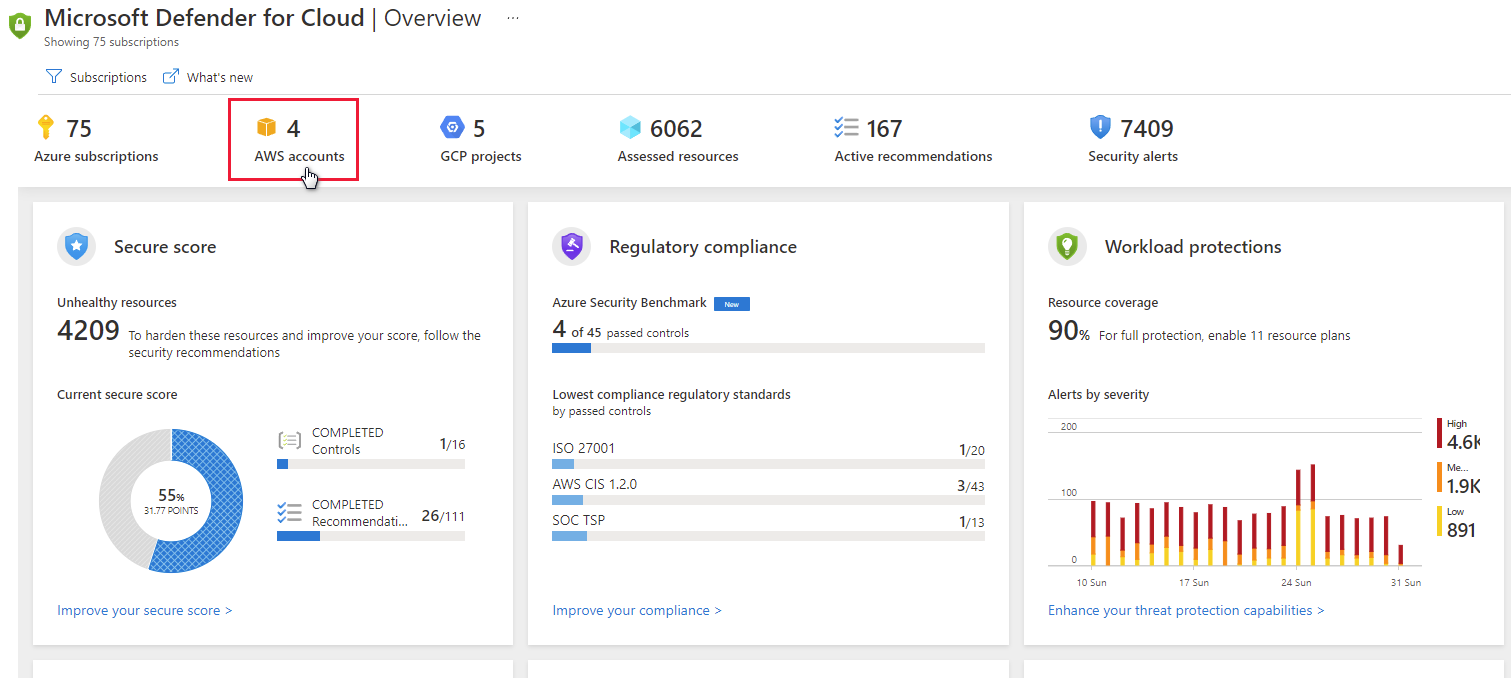 Microsoft Defender for Cloud | Overview ...
Showing 75 subscriptions
Subscriptions What's new
75
Azure subscriptions
4
AWS accounts
5
GCP projects
6062
Assessed resources
167
Active recommendations
7409
Security alerts
Secure score
Unhealthy resources
4209 To harden these resources and improve your score, follow the
security recommendations
Current secure score
55%
31.77 POINTS
COMPLETED
Controls 1/16
COMPLETED
Recommendati... 26/111
Improve your secure score >
Regulatory compliance
Azure Security Benchmark New
4 of 45 passed controls
Lowest compliance regulatory standards
by passed controls
ISO 27001 1/20
AWS CIS 1.2.0 3/43
SOC TSP 1/13
Improve your compliance >
Workload protections
Resource coverage
90% For full protection, enable 11 resource plans
Alerts by severity
200
100
0
10 Sun 17 Sun 24 Sun 31 Sun
High
4.6K
Me...
1.9K
Low
891
Enhance your threat protection capabilities >